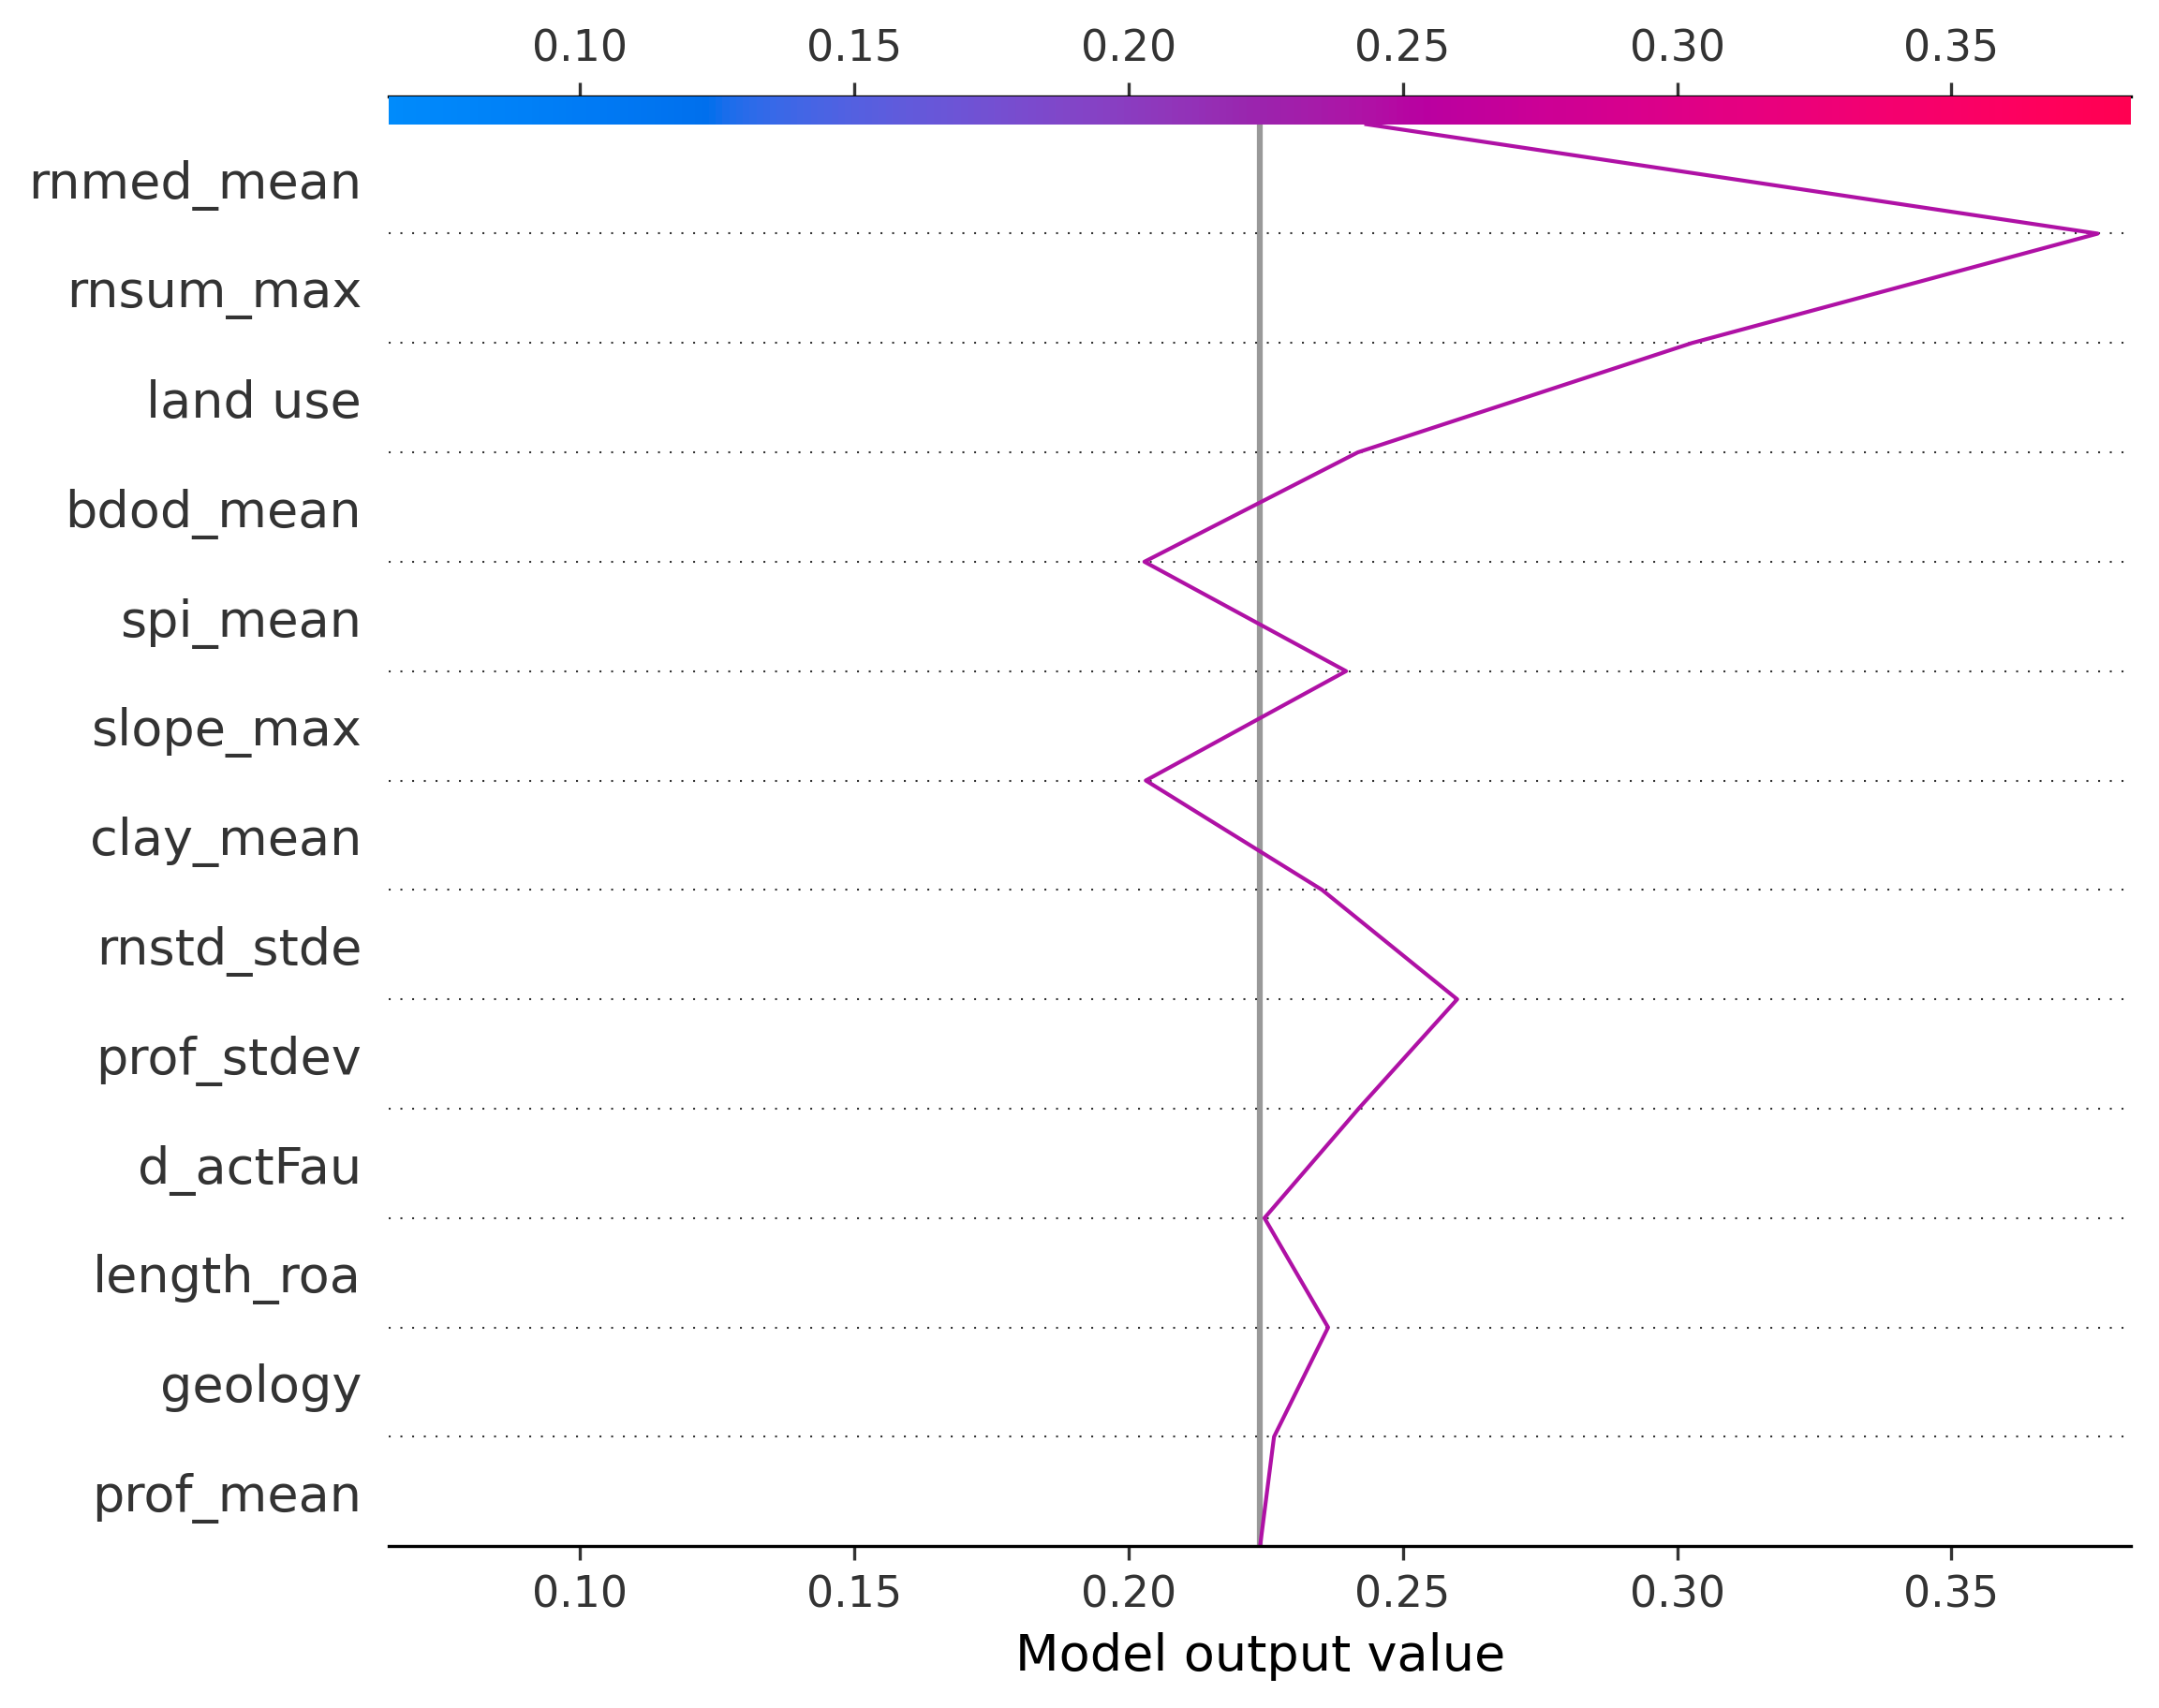 0.10 0.15 0.20 0.25 0.30 0.35
rnmed_mean
rnsum_max
land use
bdod_mean
spi_mean
slope_max
clay_mean
rnstd_stde
prof_stdev
d_actFau
length_roa
geology
prof_mean
0.10 0.15 0.20 0.25 0.30 0.35
Model output value